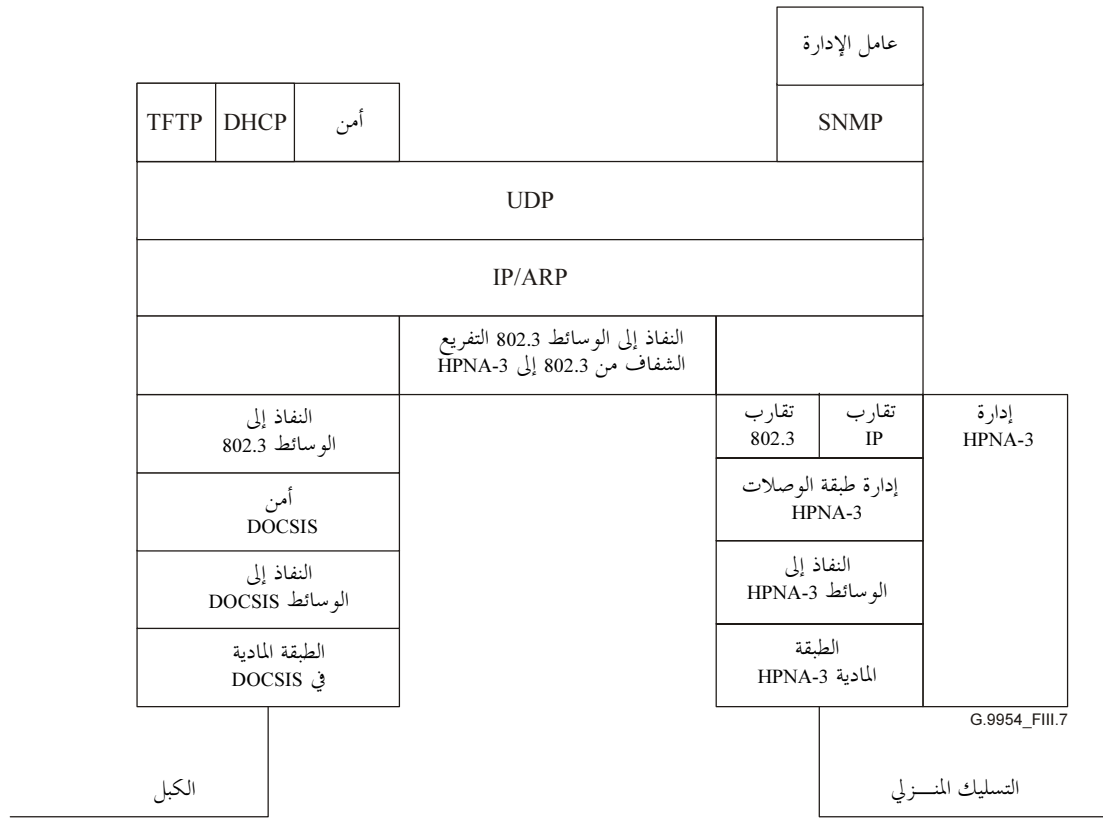 عامل الإدارة
TFTP DHCP أمن SNMP
UDP
IP/ARP
النفاذ إلى الوسائط 802.3 التفريع
الشفاف من 802.3 إلى HPNA-3
النفاذ إلى
الوسائط 802.3
تقارب
802.3
تقارب
IP
إدارة
HPNA-3
أمن
DOCSIS
إدارة طبقة الوصلات
HPNA-3
النفاذ إلى
الوسائط DOCSIS
النفاذ إلى
الوسائط HPNA-3
الطبقة المادية
في DOCSIS
الطبقة
المادية HPNA-3
G.9954_FIII.7
الكبل
التسليك المنـــزلي